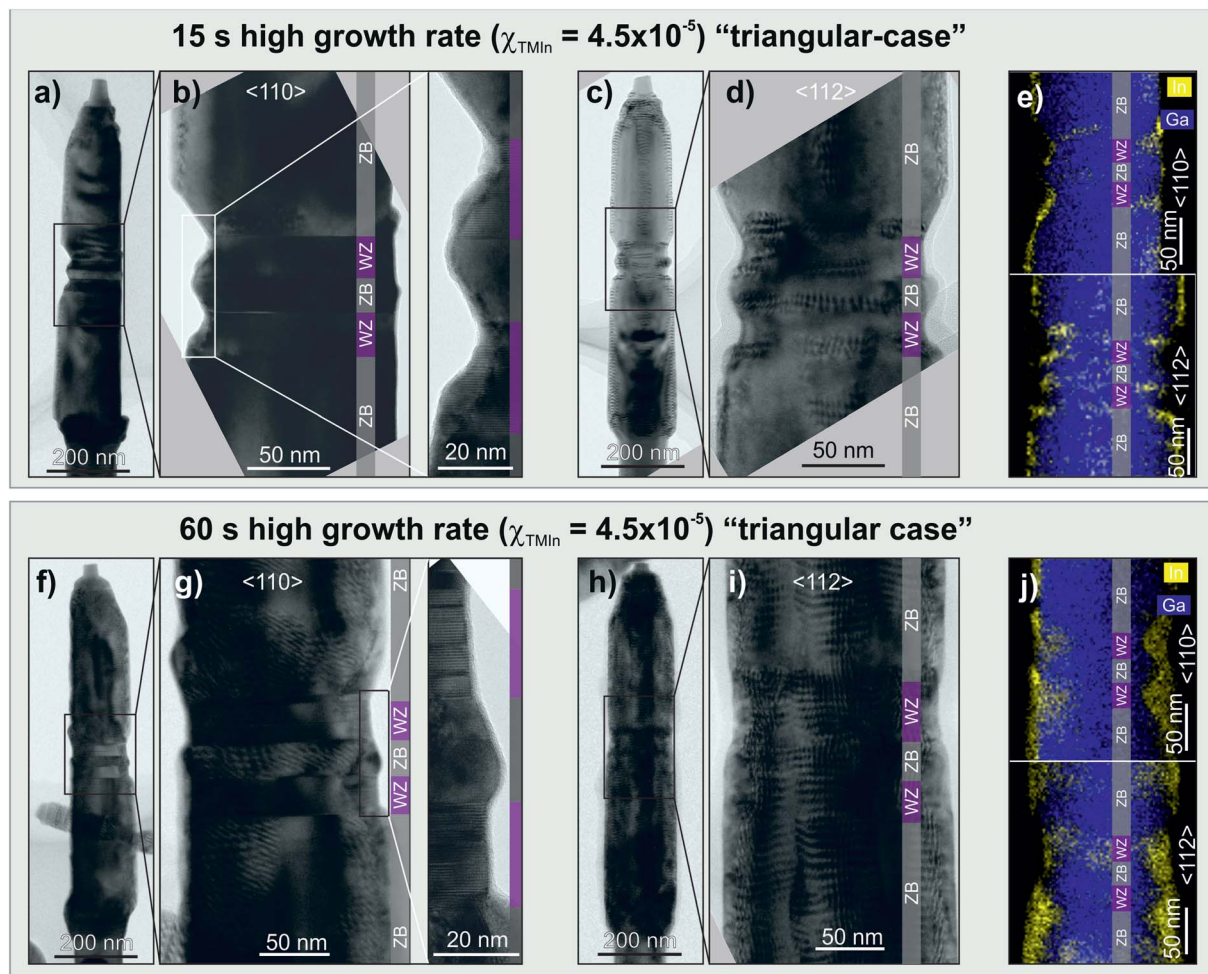 15 s high growth rate (χTMIn = 4.5x10-5) “triangular-case”
a)
200 nm
b)
<110>
ZB
WZ
ZB
WZ
ZB
50 nm
20 nm
c)
200 nm
d)
<112>
ZB
WZ
ZB
WZ
ZB
50 nm
e)
In
Ga
ZB
WZ
ZB
WZ
ZB
<110>
50 nm
ZB
WZ
ZB
WZ
ZB
<112>
50 nm
60 s high growth rate (χTMIn = 4.5x10-5) “triangular case”
f)
200 nm
g)
<110>
ZB
WZ
ZB
WZ
ZB
50 nm
20 nm
h)
200 nm
i)
<112>
ZB
WZ
ZB
WZ
ZB
50 nm
j)
In
Ga
ZB
WZ
ZB
WZ
ZB
<110>
50 nm
ZB
WZ
ZB
WZ
ZB
<112>
50 nm